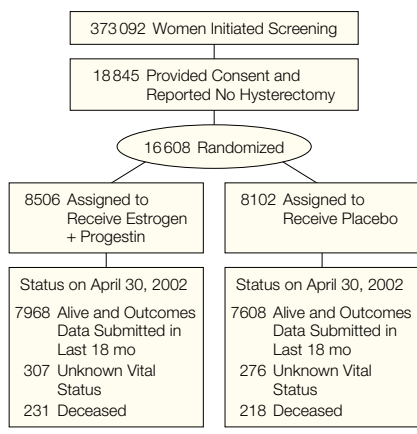 373 092 Women Initiated Screening
18 845 Provided Consent and
Reported No Hysterectomy
16 608 Randomized
8506 Assigned to
Receive Estrogen
+ Progestin
8102 Assigned to
Receive Placebo
Status on April 30, 2002
7968 Alive and Outcomes
Data Submitted in
Last 18 mo
307 Unknown Vital
Status
231 Deceased
Status on April 30, 2002
7608 Alive and Outcomes
Data Submitted in
Last 18 mo
276 Unknown Vital
Status
218 Deceased